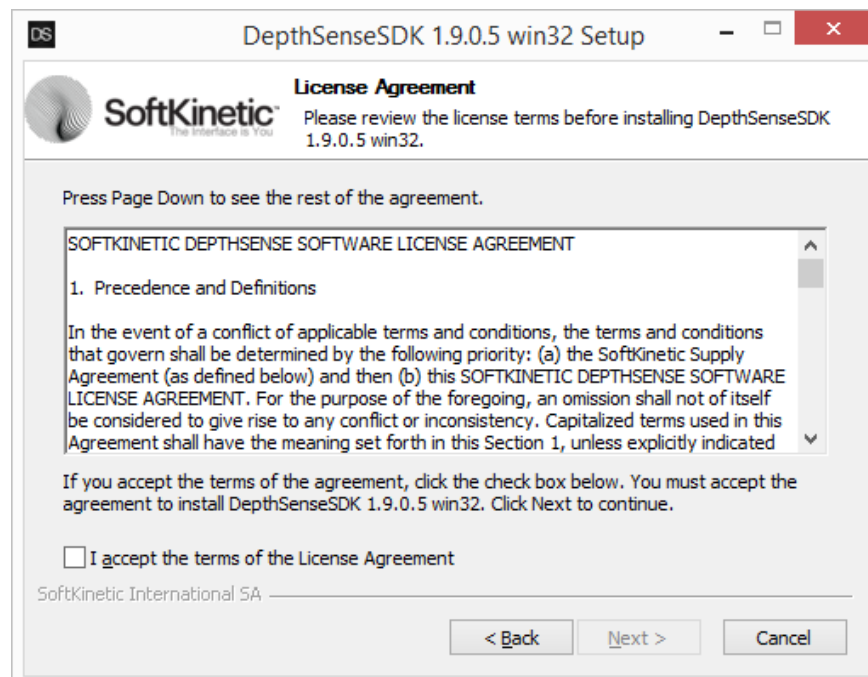 DS
DepthSenseSDK 1.9.0.5 win32 Setup
SoftKinetic™
The Interface is You
License Agreement
Please review the license terms before installing DepthSenseSDK
1.9.0.5 win32.
Press Page Down to see the rest of the agreement.
SOFTKINETIC DEPTHSENSE SOFTWARE LICENSE AGREEMENT
1. Precedence and Definitions
In the event of a conflict of applicable terms and conditions, the terms and conditions
that govern shall be determined by the following priority: (a) the SoftKinetic Supply
Agreement (as defined below) and then (b) this SOFTKINETIC DEPTHSENSE SOFTWARE
LICENSE AGREEMENT. For the purpose of the foregoing, an omission shall not of itself
be considered to give rise to any conflict or inconsistency. Capitalized terms used in this
Agreement shall have the meaning set forth in this Section 1, unless explicitly indicated
If you accept the terms of the agreement, click the check box below. You must accept the
agreement to install DepthSenseSDK 1.9.0.5 win32. Click Next to continue.
I accept the terms of the License Agreement
SoftKinetic International SA
< Back
Next >
Cancel